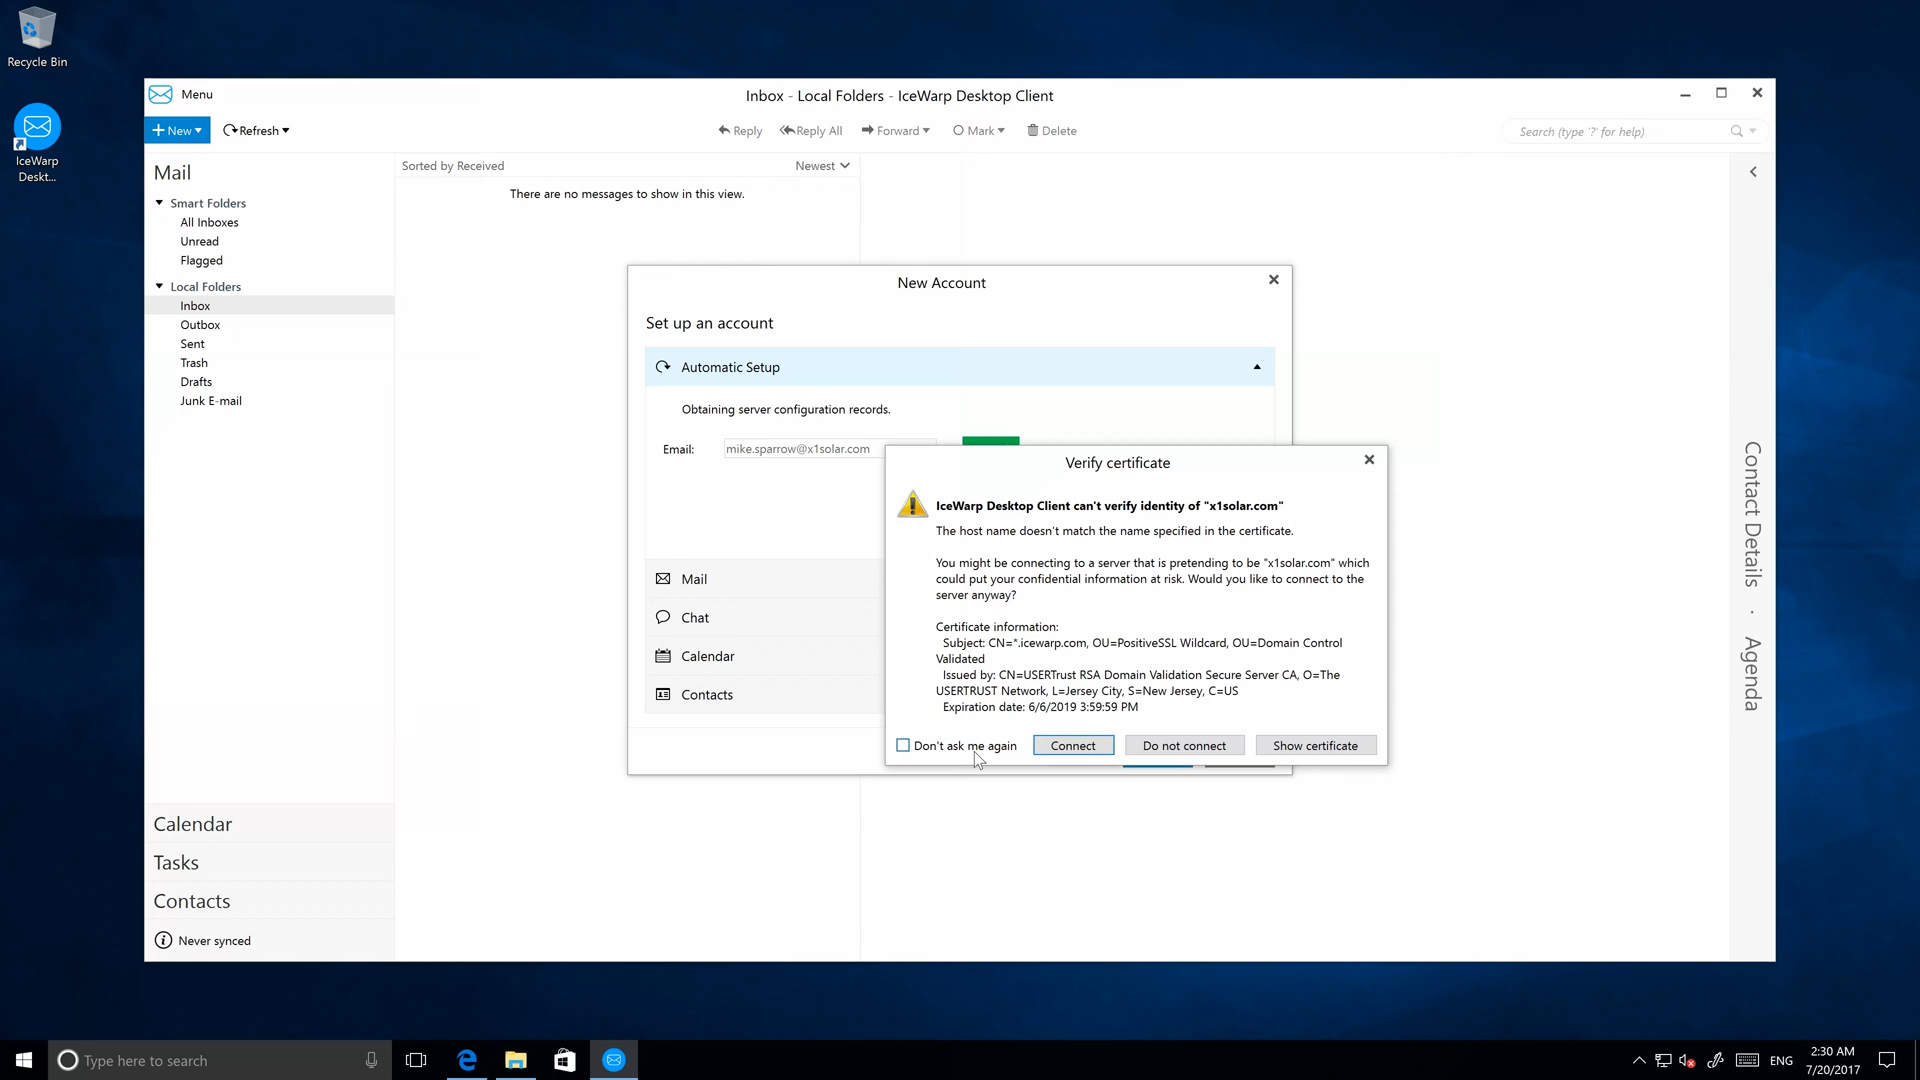 Recycle Bin
IceWarp
Deskt...
Menu
Inbox - Local Folders - IceWarp Desktop Client
New
Refresh
Reply
Reply All
Forward
Mark
Delete
Search (type '?' for help)
Mail
Smart Folders
All Inboxes
Unread
Flagged
Local Folders
Inbox
Outbox
Sent
Trash
Drafts
Junk E-mail
Calendar
Tasks
Contacts
Never synced
Sorted by Received
Newest
There are no messages to show in this view.
New Account
Set up an account
Automatic Setup
Obtaining server configuration records.
Email:
mike.sparrow@x1solar.com
Mail
Chat
Calendar
Contacts
Verify certificate
IceWarp Desktop Client can't verify identity of "x1solar.com"
The host name doesn't match the name specified in the certificate.
You might be connecting to a server that is pretending to be "x1solar.com" which
could put your confidential information at risk. Would you like to connect to the
server anyway?
Certificate information:
Subject: CN=*.icewarp.com, OU=PositiveSSL Wildcard, OU=Domain Control
Validated
Issued by: CN=USERTrust RSA Domain Validation Secure Server CA, O=The
USERTRUST Network, L=Jersey City, S=New Jersey, C=US
Expiration date: 6/6/2019 3:59:59 PM
Don't ask me again
Connect
Do not connect
Show certificate
Contact Details · Agenda
Type here to search
ENG
2:30 AM
7/20/2017